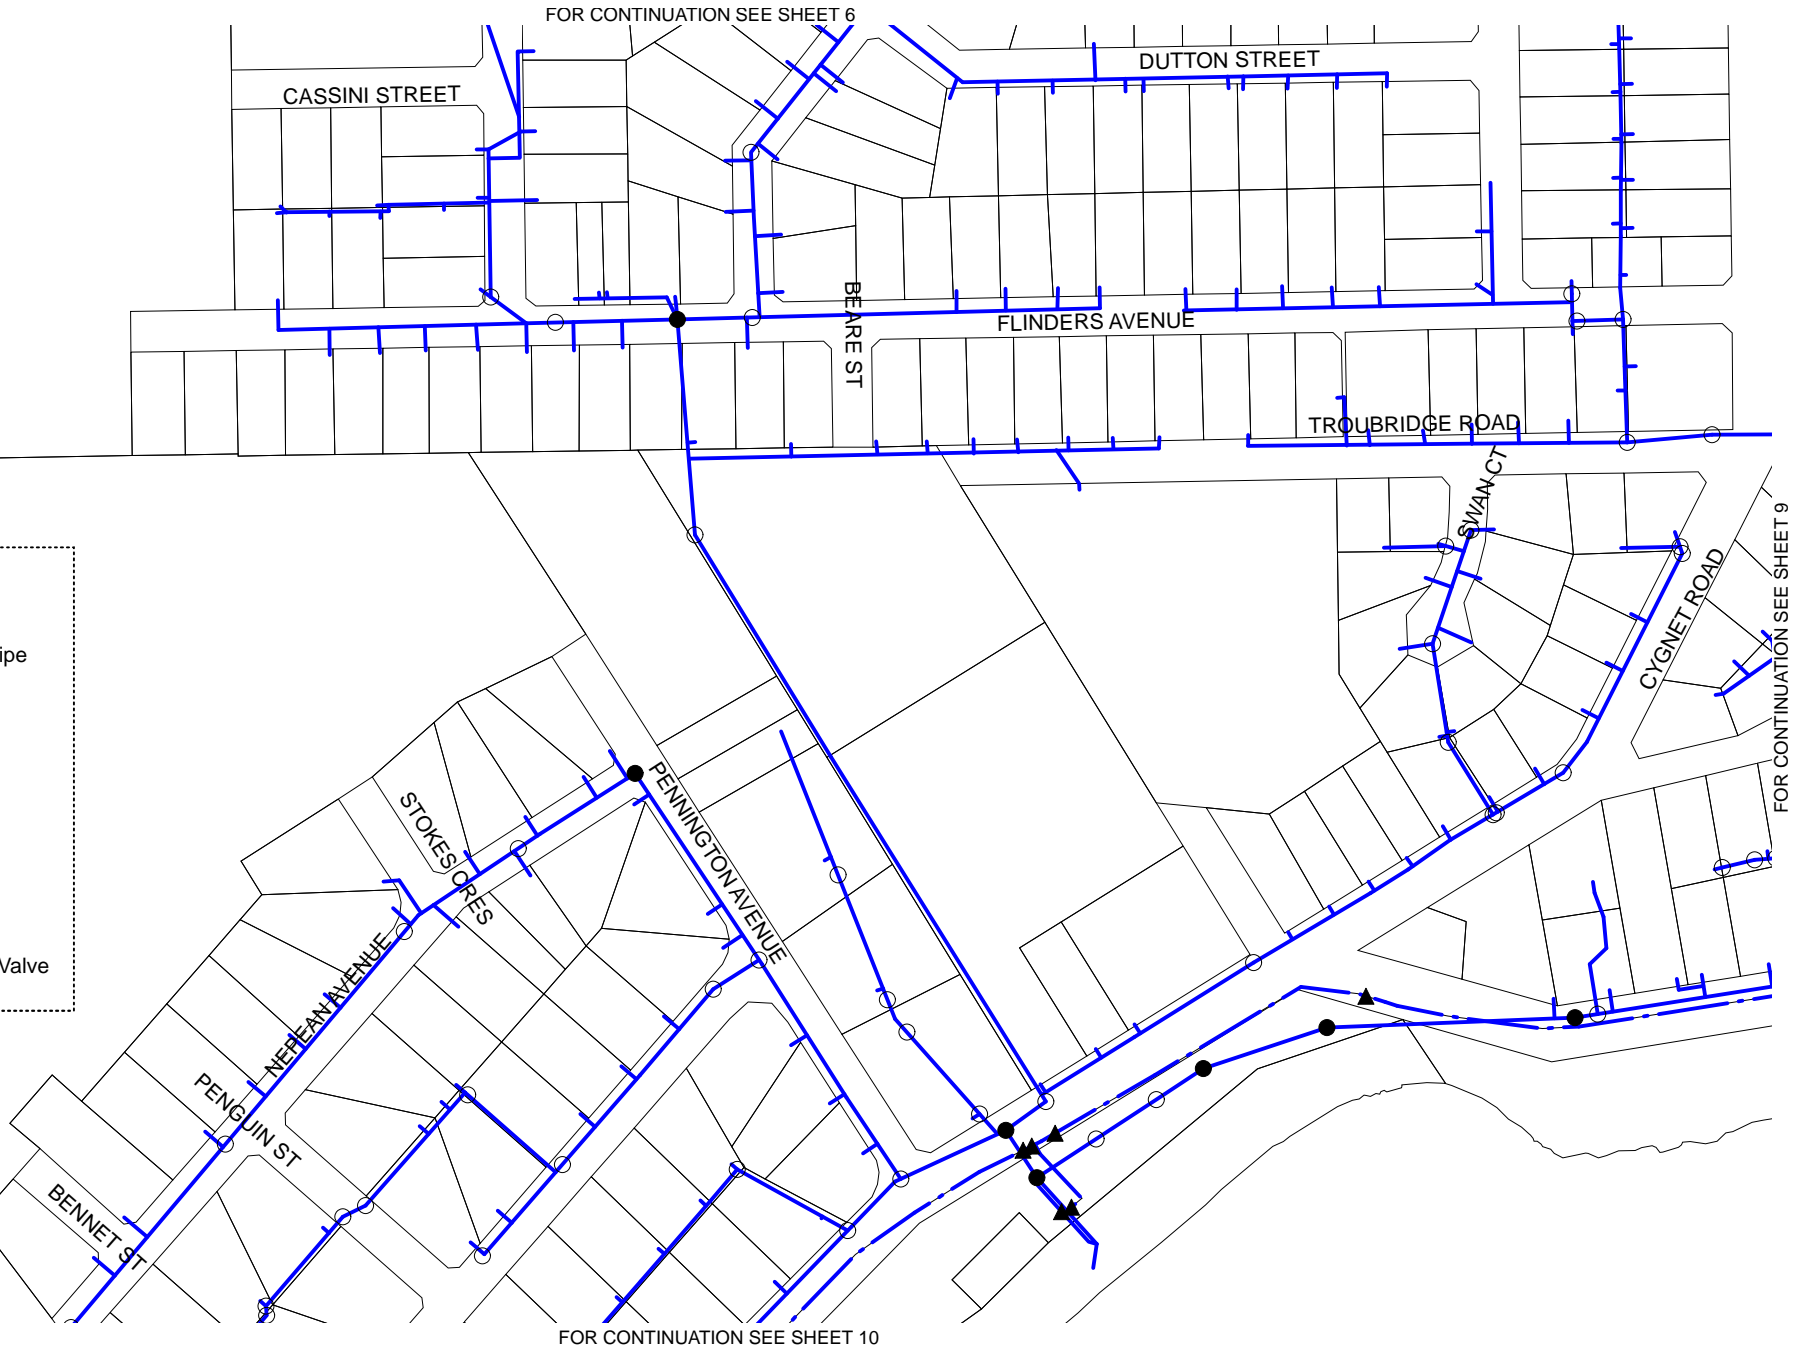 FOR CONTINUATION SEE SHEET 6
DUTTON STREET
CASSINI STREET
BEARE ST
FLINDERS AVENUE
TROUBRIDGE ROAD
SWAN CT
FOR CONTINUATION SEE SHEET 9
CYGNET ROAD
ipe
PENNINGTON AVENUE
STOKES CRES
Valve
NEPEAN AVENUE
PENGUIN ST
BENNET ST
FOR CONTINUATION SEE SHEET 10